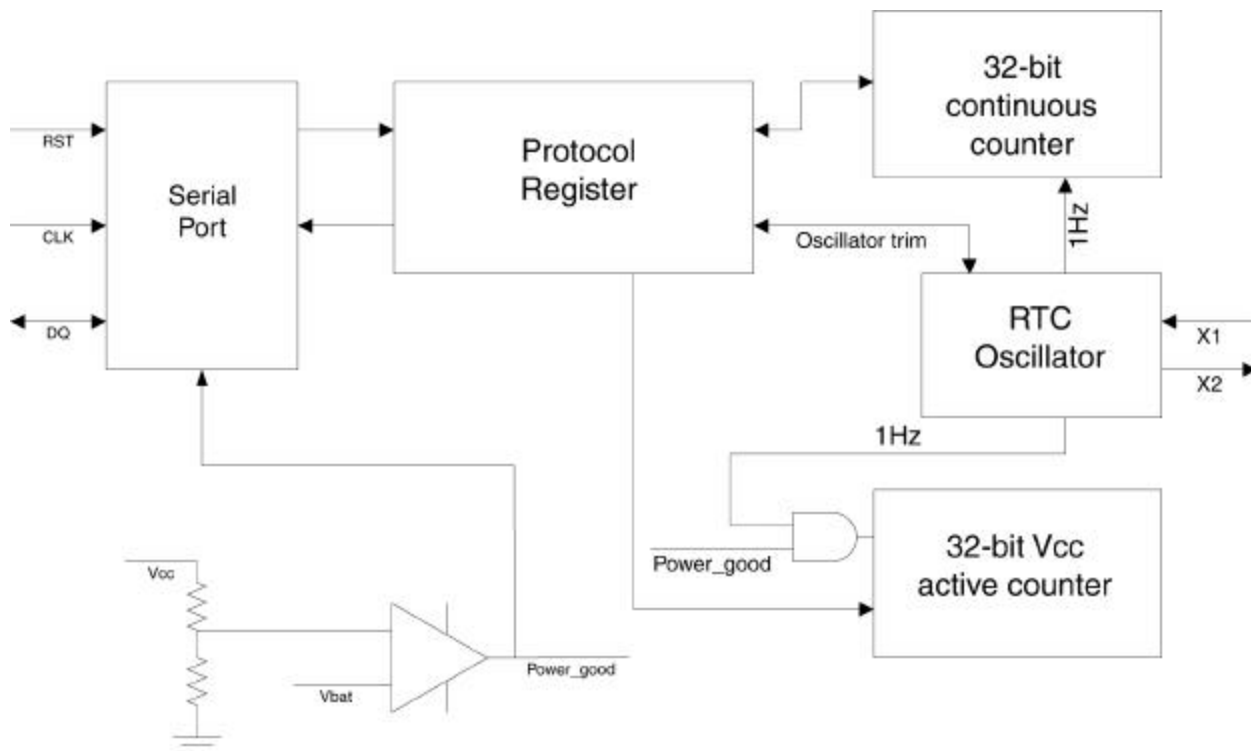 32-bit
continuous
counter
RST
CLK
DQ
Serial
Port
Protocol
Register
1Hz
Oscillator trim
RTC
Oscillator
X1
X2
1Hz
Power_good
32-bit Vcc
active counter
Vcc
Vbat
Power_good